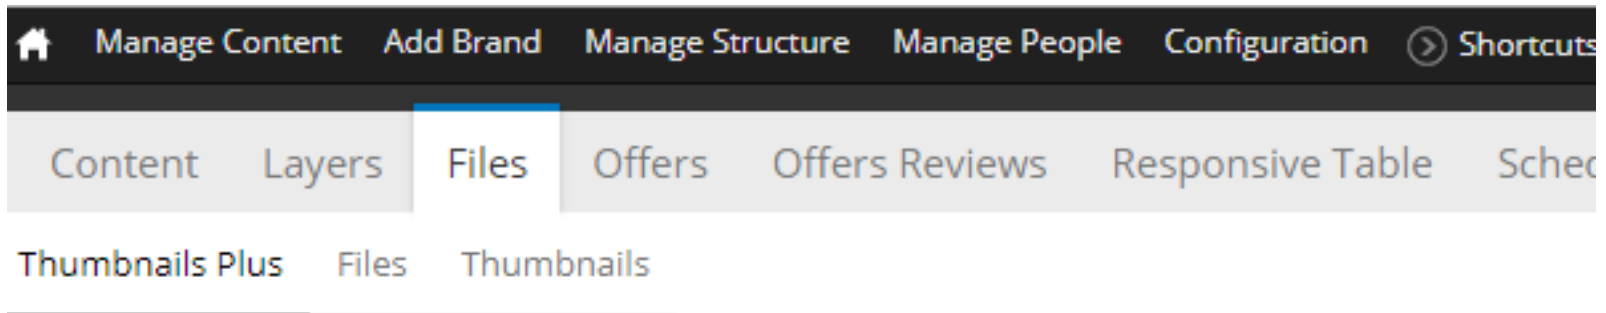 Manage Content Add Brand Manage Structure Manage People Configuration Shortcuts
Content Layers Files Offers Offers Reviews Responsive Table Sched
Thumbnails Plus Files Thumbnails